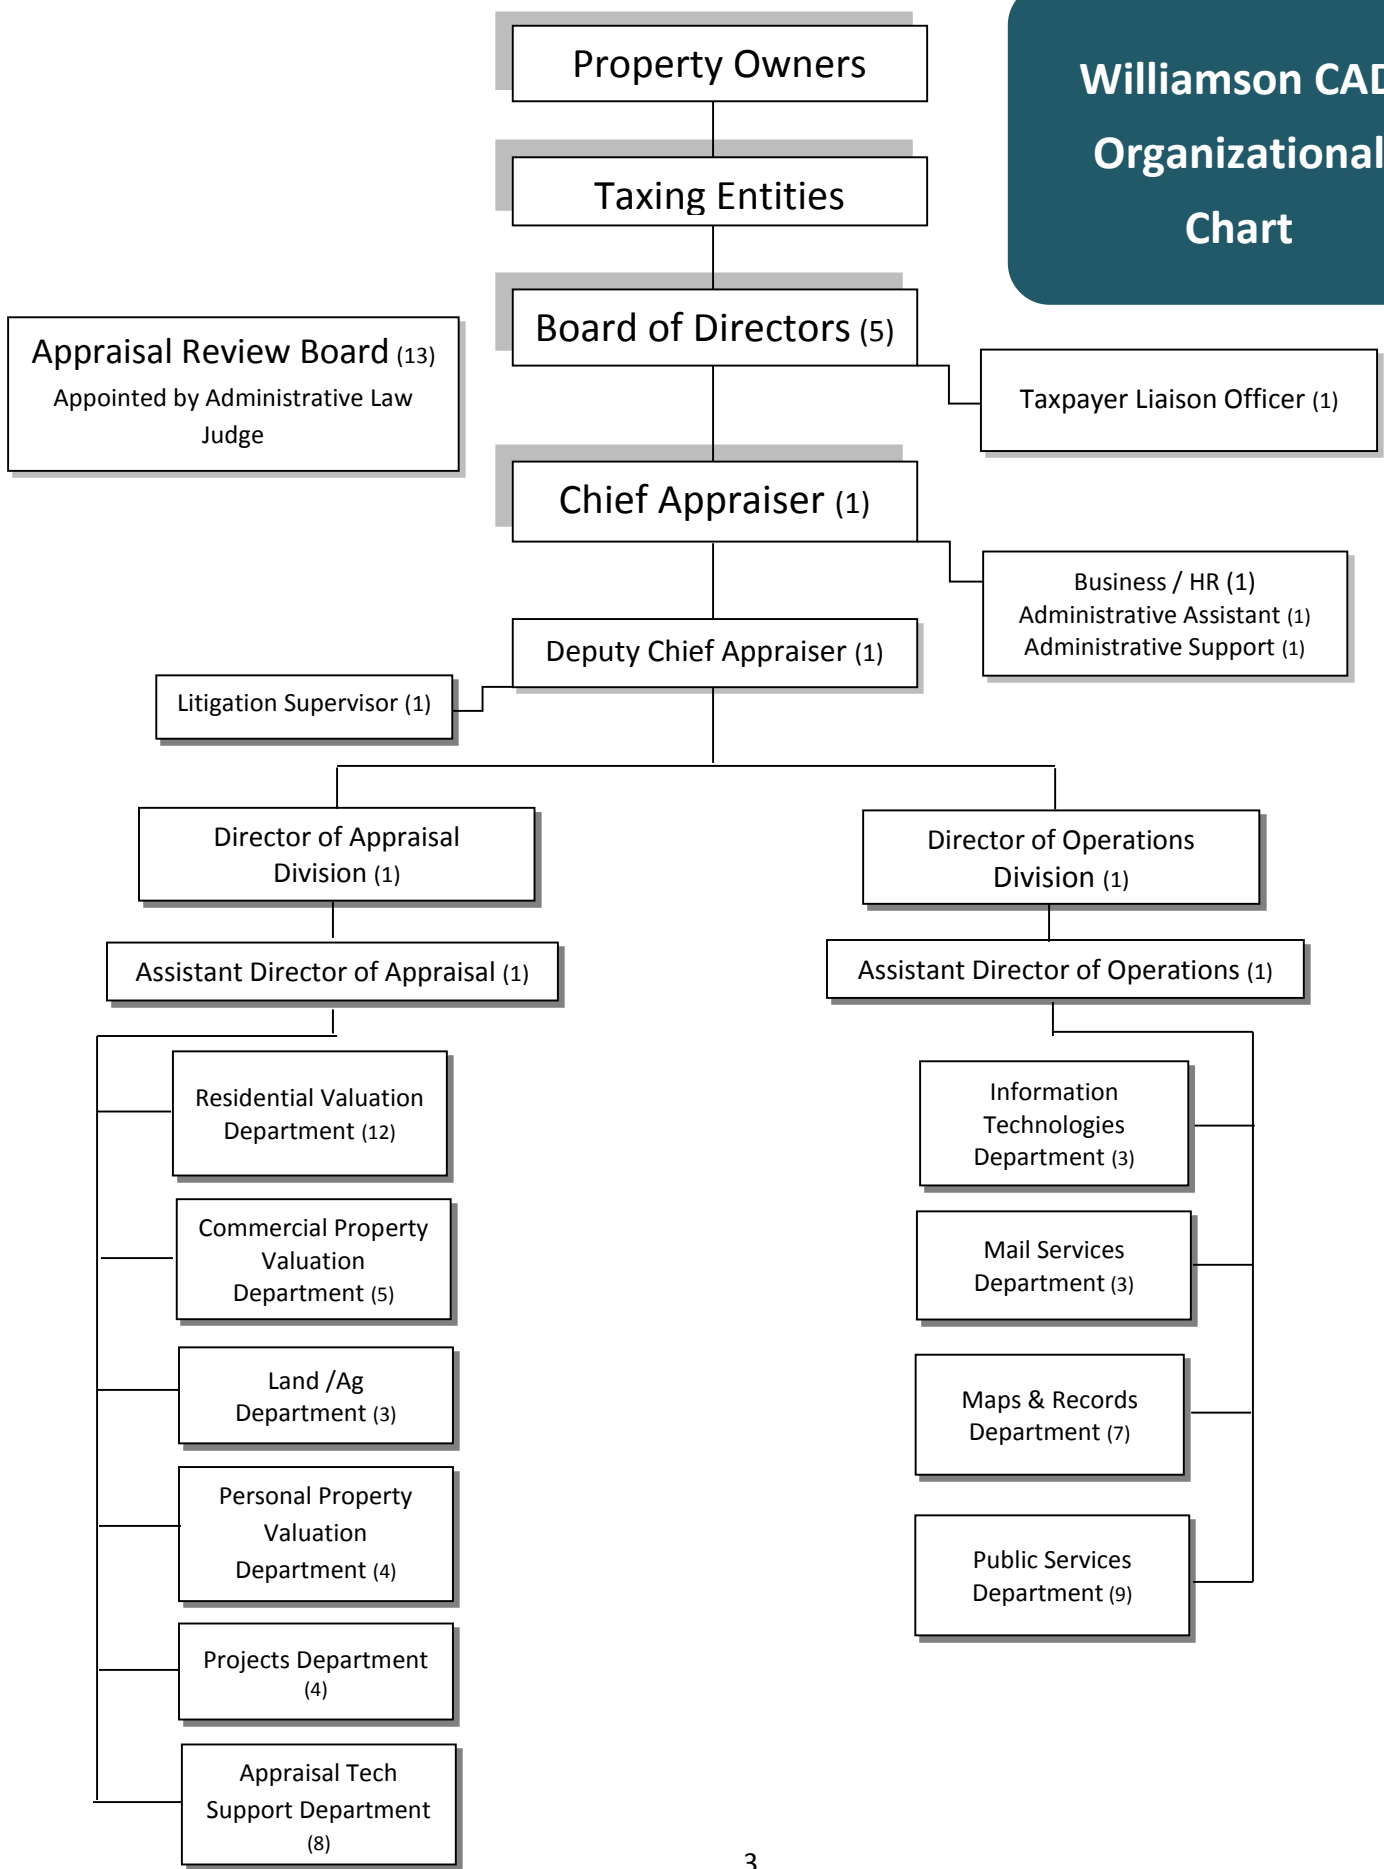 Property Owners
Williamson CAD
Organizational
Chart
Taxing Entities
Board of Directors (5)
Appraisal Review Board (13)
Appointed by Administrative Law
Judge
Taxpayer Liaison Officer (1)
Chief Appraiser (1)
Business / HR (1)
Administrative Assistant (1)
Administrative Support (1)
Deputy Chief Appraiser (1)
Litigation Supervisor (1)
Director of Appraisal
Division (1)
Director of Operations
Division (1)
Assistant Director of Appraisal (1)
Assistant Director of Operations (1)
Residential Valuation
Department (12)
Commercial Property
Valuation
Department (5)
Land /Ag
Department (3)
Personal Property
Valuation
Department (4)
Projects Department
(4)
Appraisal Tech
Support Department
(8)
Information
Technologies
Department (3)
Mail Services
Department (3)
Maps & Records
Department (7)
Public Services
Department (9)
3